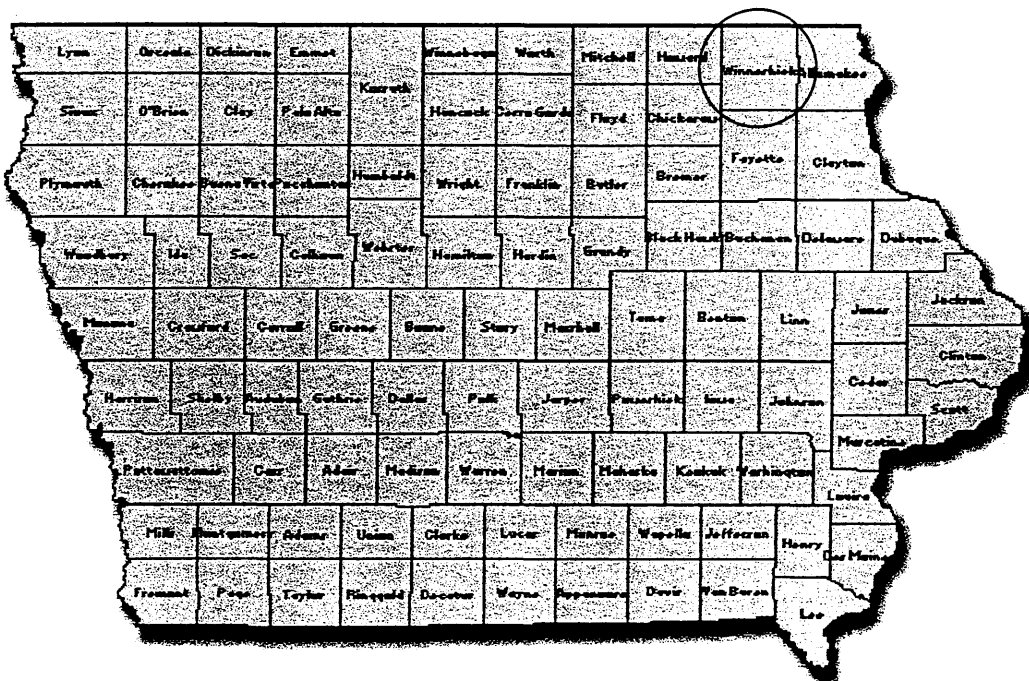 Lyon Osceola Dickinson Emmet Winnebago Worth Mitchell Howard Winneshiek Allamakee
Kossuth
Sioux O'Brien Clay Palo Alto Hancock Cerro Gordo Floyd Chickasaw
Fayette Clayton
Plymouth Cherokee Buena Vista Pocahontas Humboldt Wright Franklin Butler Bremer
Woodbury Ida Sac Calhoun Webster Hamilton Hardin Grundy Black Hawk Buchanan Delaware Dubuque
Monona Crawford Carroll Greene Boone Story Marshall Tama Benton Linn Jones Jackson
Clinton
Cedar
Harrison Shelby Audubon Guthrie Dallas Polk Jasper Poweshiek Iowa Johnson Scott
Muscatine
Pottawattamie Cass Adair Madison Warren Marion Mahaska Keokuk Washington
Louisa
Mills Montgomery Adams Union Clarke Lucas Monroe Wapello Jefferson Henry Des Moines
Fremont Page Taylor Ringgold Decatur Wayne Appanoose Davis Van Buren
Lee